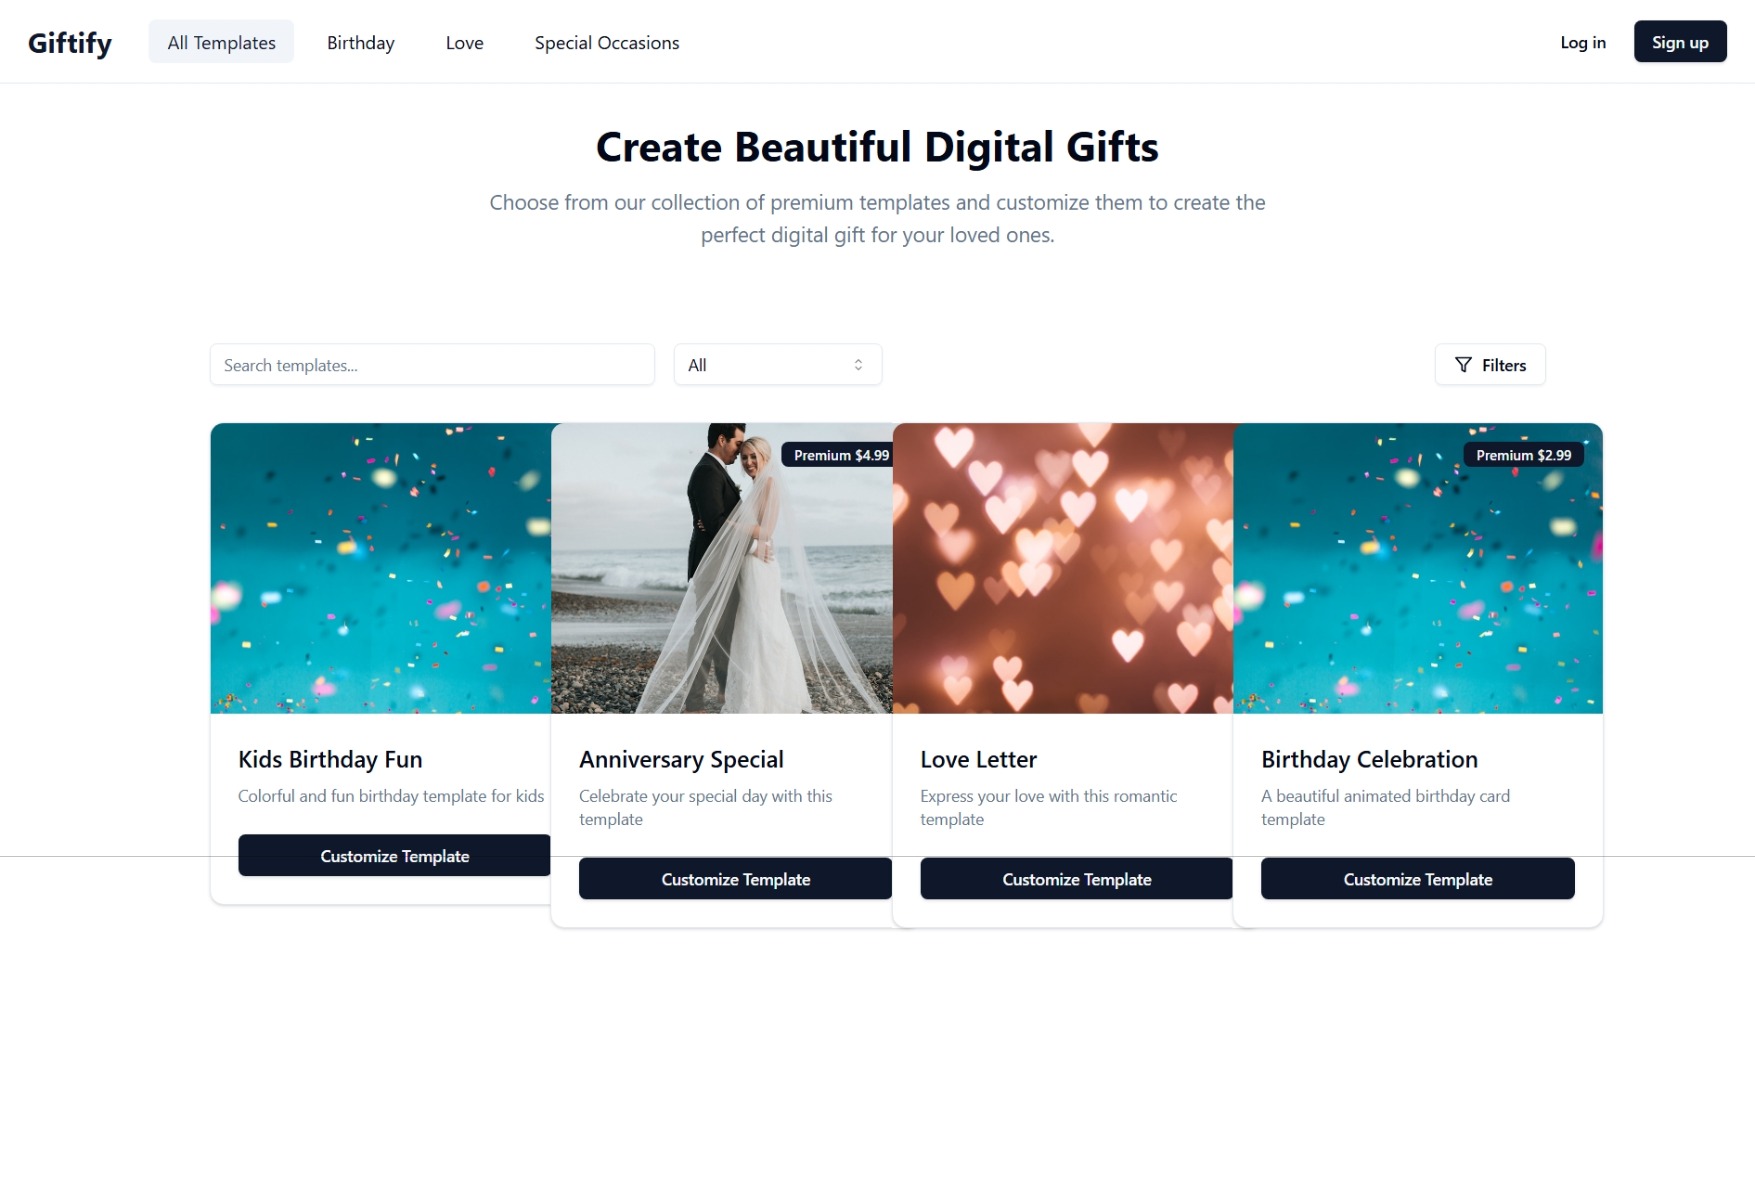 Giftify
All Templates
Birthday
Love
Special Occasions
Log in
Sign up
Create Beautiful Digital Gifts
Choose from our collection of premium templates and customize them to create the
perfect digital gift for your loved ones.
Search templates...
All
Filters
Premium $4.99
Premium $2.99
Kids Birthday Fun
Colorful and fun birthday template for kids
Customize Template
Anniversary Special
Celebrate your special day with this
template
Customize Template
Love Letter
Express your love with this romantic
template
Customize Template
Birthday Celebration
A beautiful animated birthday card
template
Customize Template